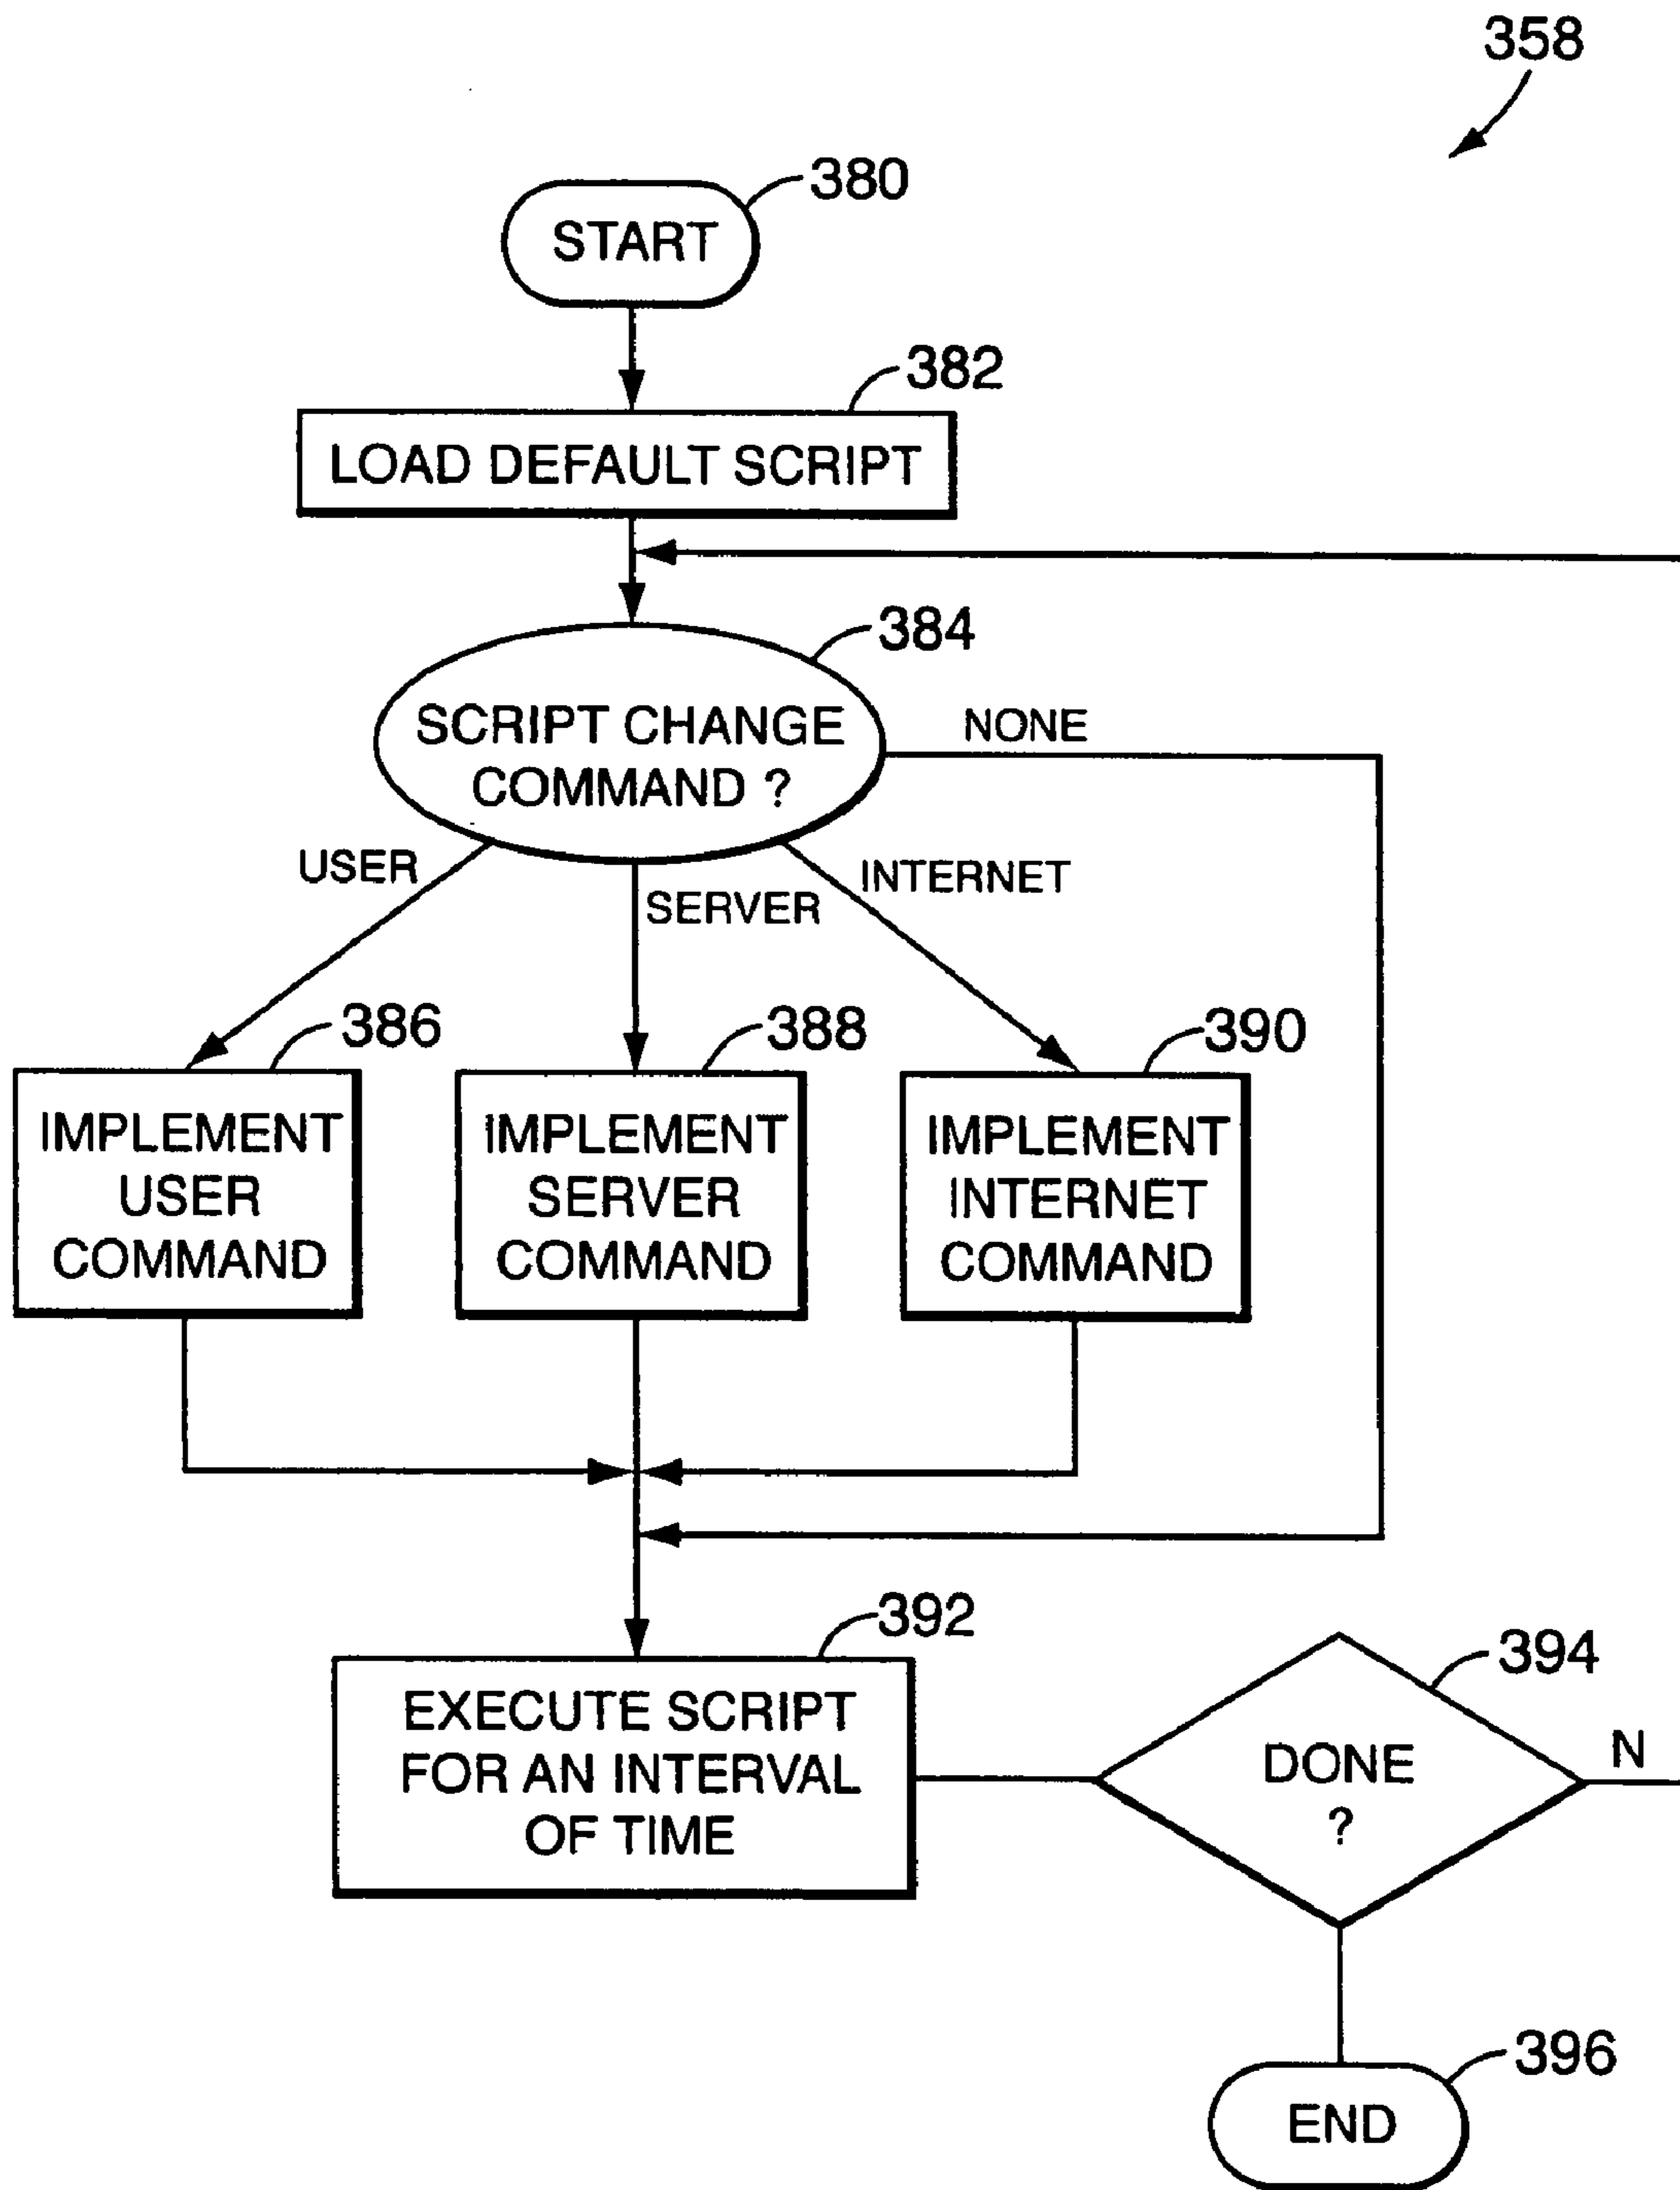 358
380
START
382
LOAD DEFAULT SCRIPT
384
SCRIPT CHANGE
COMMAND ?
NONE
USER
SERVER
INTERNET
386
388
390
IMPLEMENT
USER
COMMAND
IMPLEMENT
SERVER
COMMAND
IMPLEMENT
INTERNET
COMMAND
392
EXECUTE SCRIPT
FOR AN INTERVAL
OF TIME
394
DONE
?
N
396
END